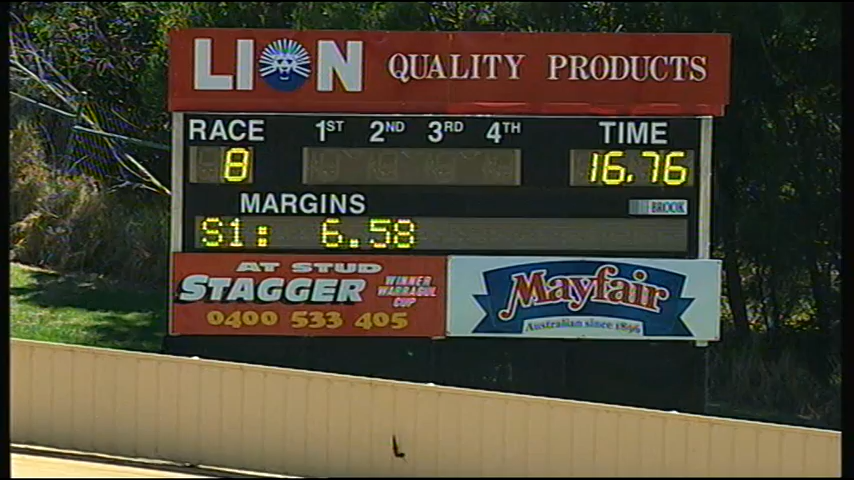 LION QUALITY PRODUCTS
RACE 1ST 2ND 3RD 4TH TIME
8 16.76
MARGINS
BROOK
S1: 6.58
AT STUD
STAGGER
WINNER
WARRAGUL
CUP
0400 533 405
Mayfair
Australian since 1896